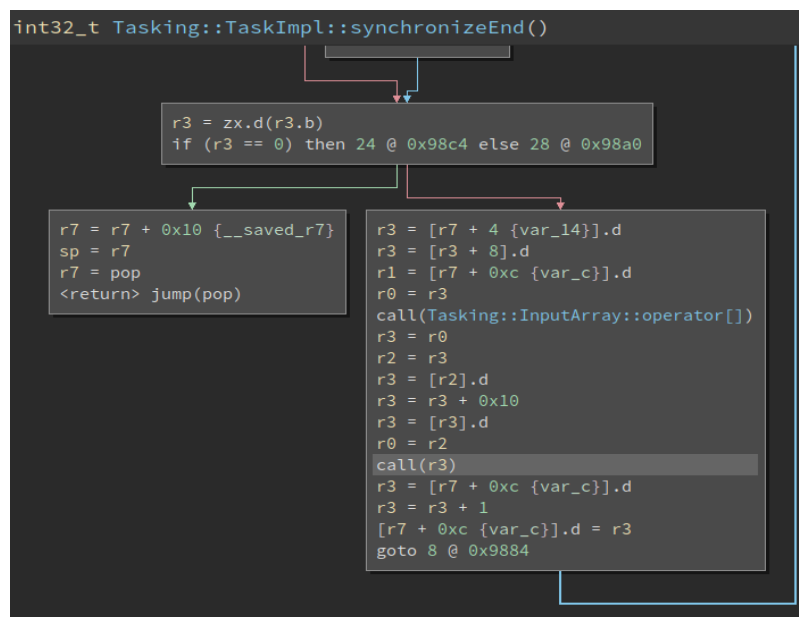 int32_t Tasking::TaskImpl::synchronizeEnd()
r3 = zx.d(r3.b)
if (r3 == 0) then 24 @ 0x98c4 else 28 @ 0x98a0
r7 = r7 + 0x10 {__saved_r7}
sp = r7
r7 = pop
<return> jump(pop)
r3 = [r7 + 4 {var_14}].d
r3 = [r3 + 8].d
r1 = [r7 + 0xc {var_c}].d
r0 = r3
call(Tasking::InputArray::operator[])
r3 = r0
r2 = r3
r3 = [r2].d
r3 = r3 + 0x10
r3 = [r3].d
r0 = r2
call(r3)
r3 = [r7 + 0xc {var_c}].d
r3 = r3 + 1
[r7 + 0xc {var_c}].d = r3
goto 8 @ 0x9884